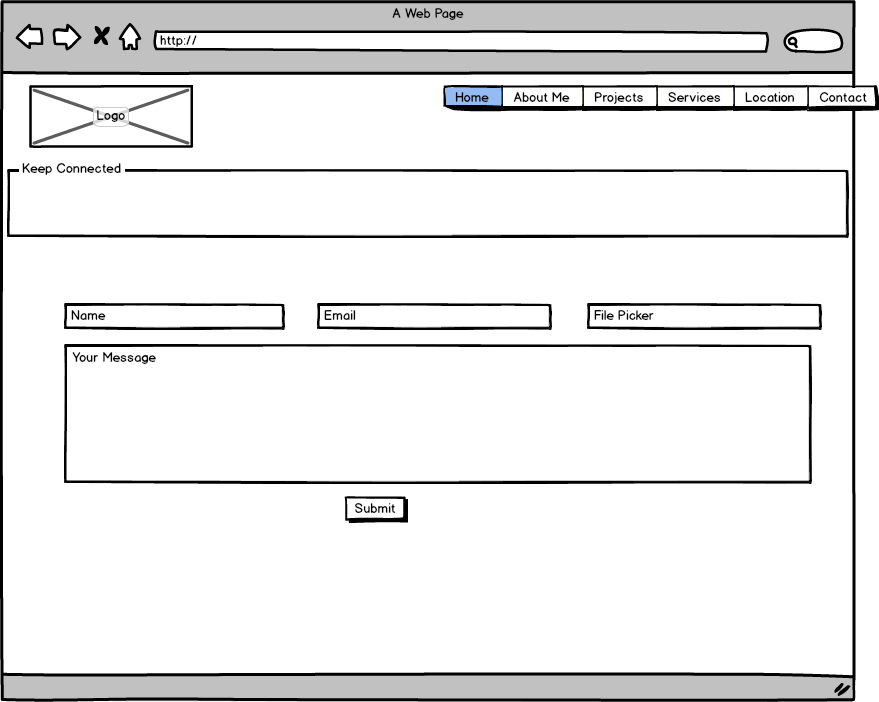 A Web Page
http://
Logo
Home About Me Projects Services Location Contact
Keep Connected
Name Email File Picker
Your Message
Submit